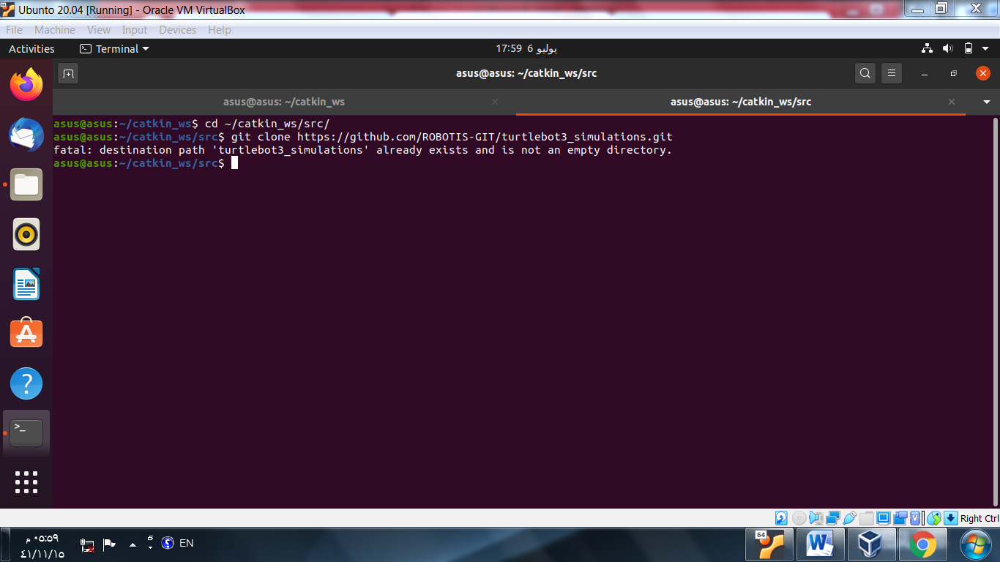 Ubunto 20.04 [Running] - Oracle VM VirtualBox
File Machine View Input Devices Help
Activities Terminal 17:59 6 يوليو
asus@asus: ~/catkin_ws/src
asus@asus: ~/catkin_ws asus@asus: ~/catkin_ws/src
asus@asus:~/catkin_ws$ cd ~/catkin_ws/src/
asus@asus:~/catkin_ws/src$ git clone https://github.com/ROBOTIS-GIT/turtlebot3_simulations.git
fatal: destination path 'turtlebot3_simulations' already exists and is not an empty directory.
asus@asus:~/catkin_ws/src$
Right Ctrl
٠٥:٥٩ م
٤١/١١/١٥
EN
64